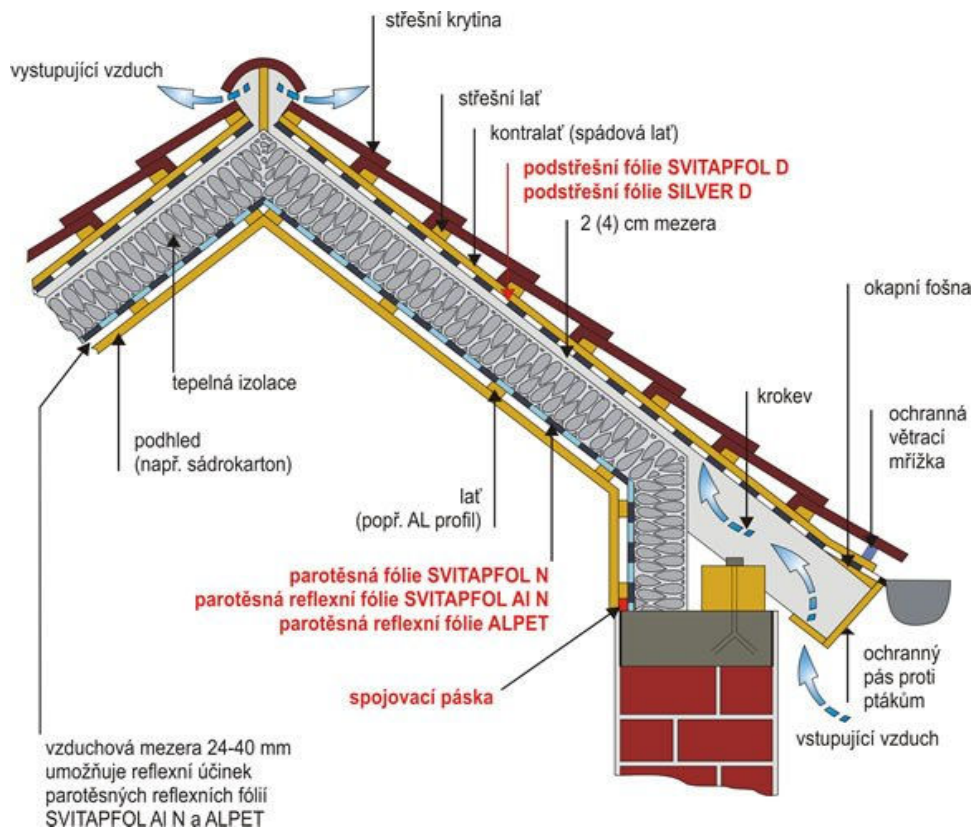 střešní krytina
vystupující vzduch
střešní lať
kontralať (spádová lať)
podstřešní fólie SVITAPFOL D
podstřešní fólie SILVER D
2 (4) cm mezera
okapní fošna
tepelná izolace
krokev
ochranná
větrací
mřížka
podhled
(např. sádrokarton)
lať
(popř. AL profil)
parotěsná fólie SVITAPFOL N
parotěsná reflexní fólie SVITAPFOL Al N
parotěsná reflexní fólie ALPET
ochranný
pás proti
ptákům
spojovací páska
vstupující vzduch
vzduchová mezera 24-40 mm
umožňuje reflexní účinek
parotěsných reflexních fólií
SVITAPFOL Al N a ALPET